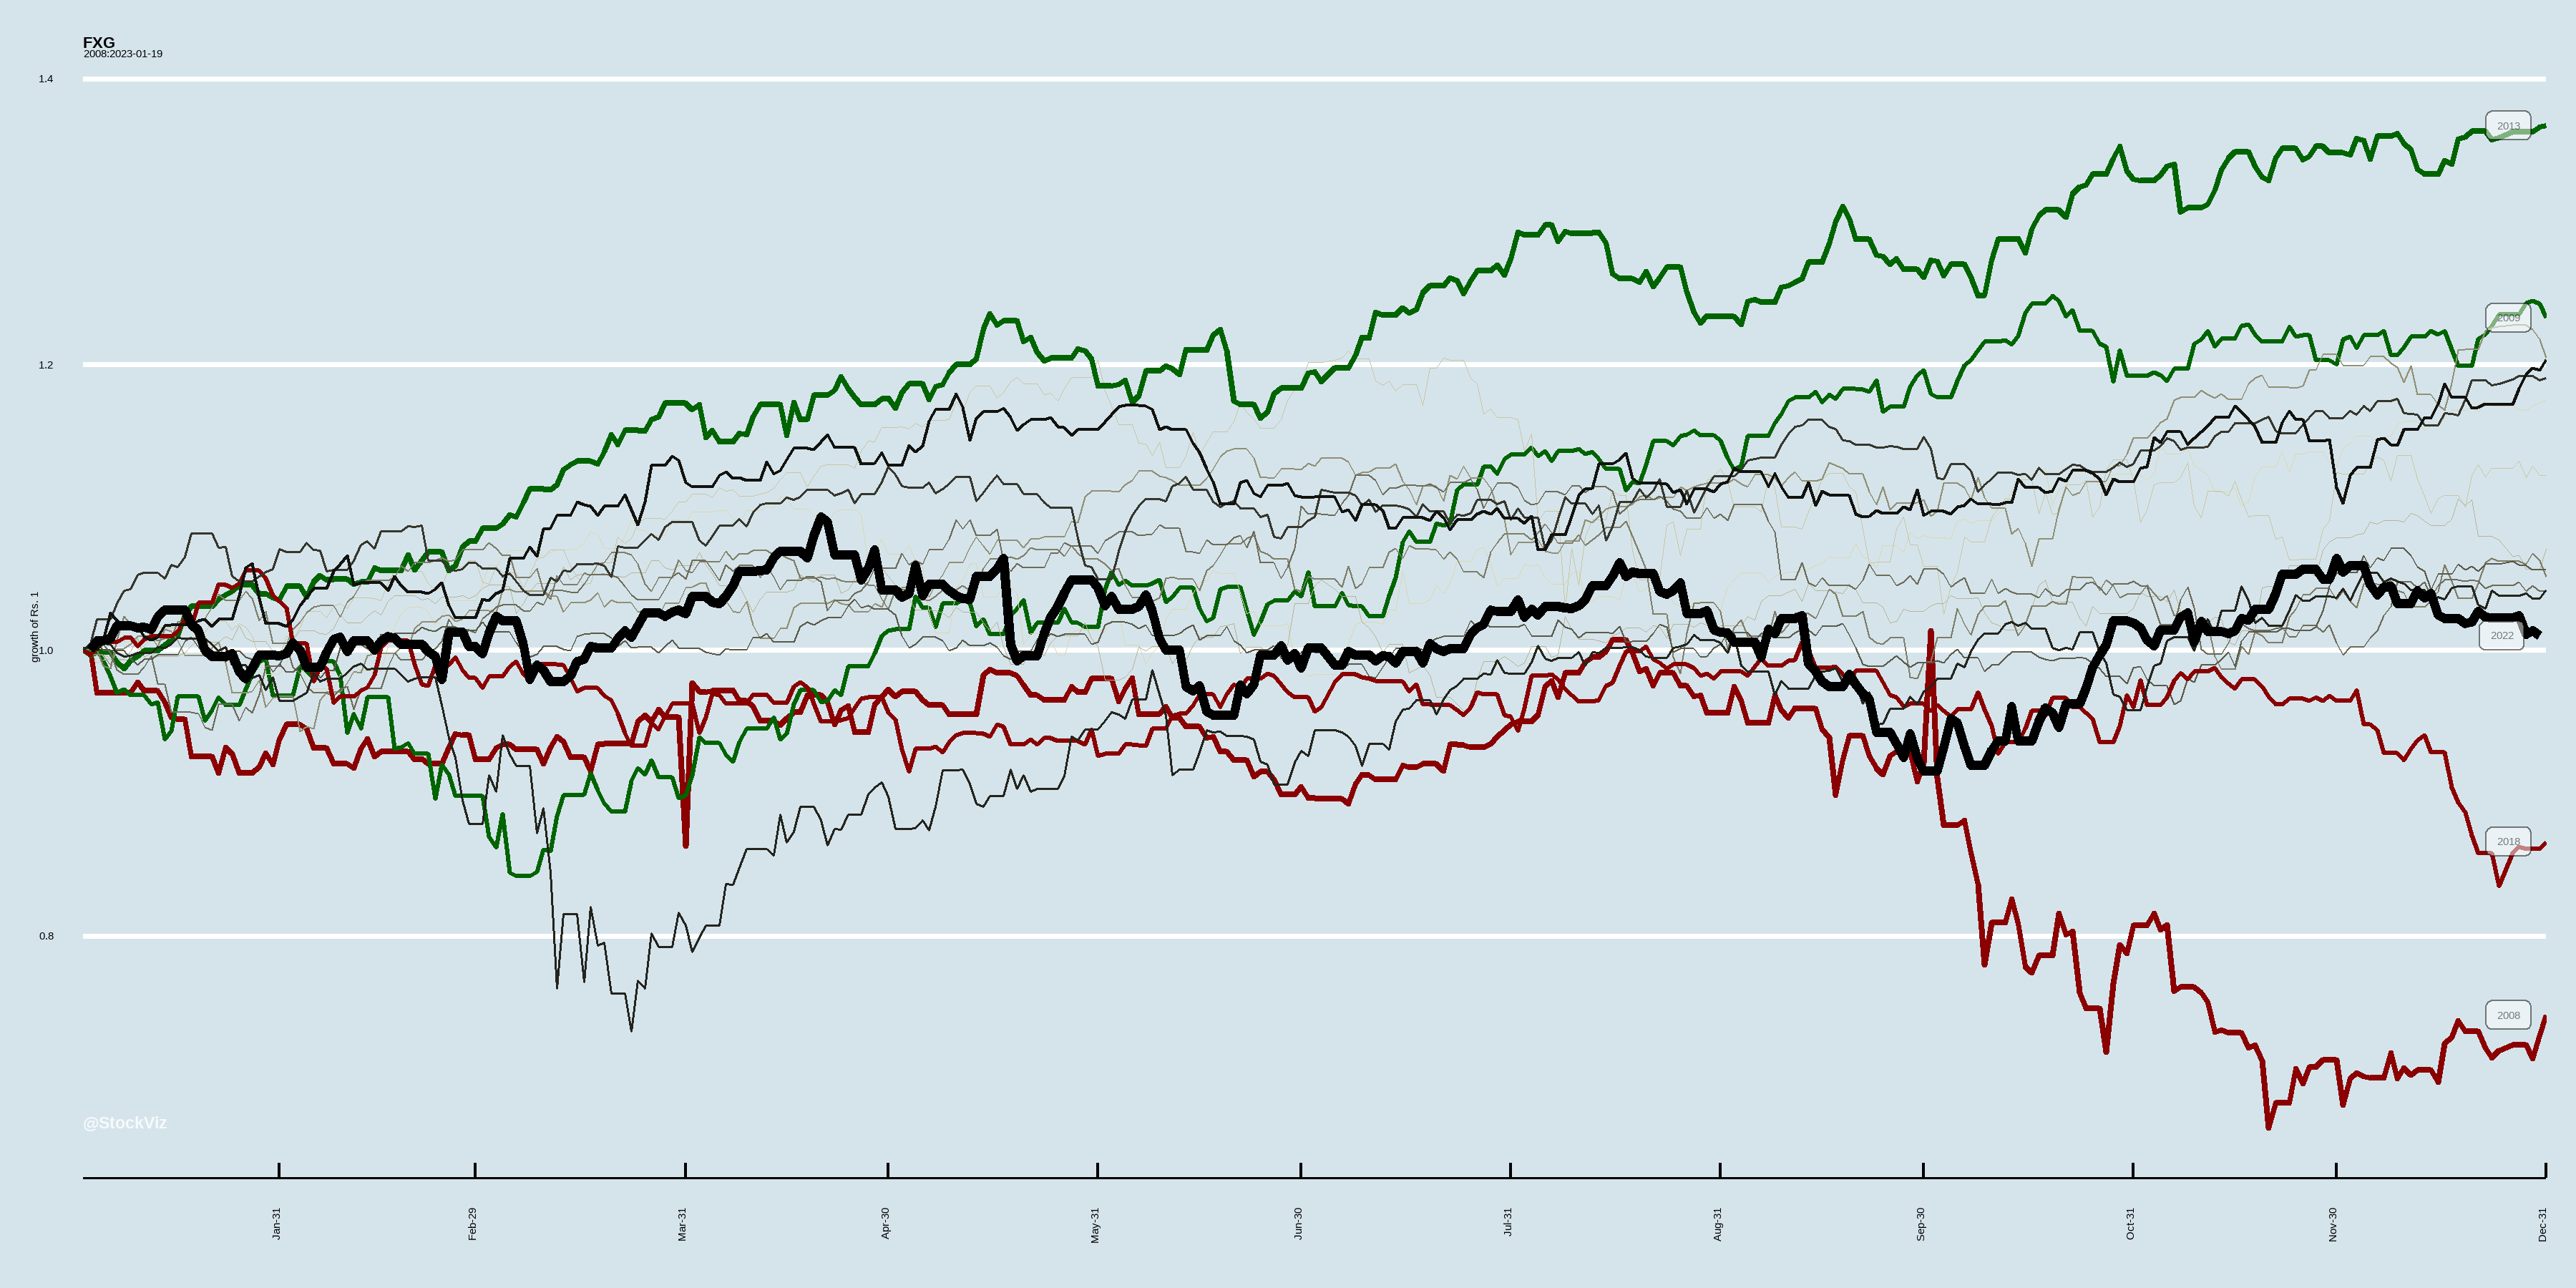 FXG
2008:2023-01-19
1.4
1.2
1.0
0.8
growth of Rs. 1
2013
2009
2022
2018
2008
@StockViz
Jan-31
Feb-29
Mar-31
Apr-30
May-31
Jun-30
Jul-31
Aug-31
Sep-30
Oct-31
Nov-30
Dec-31